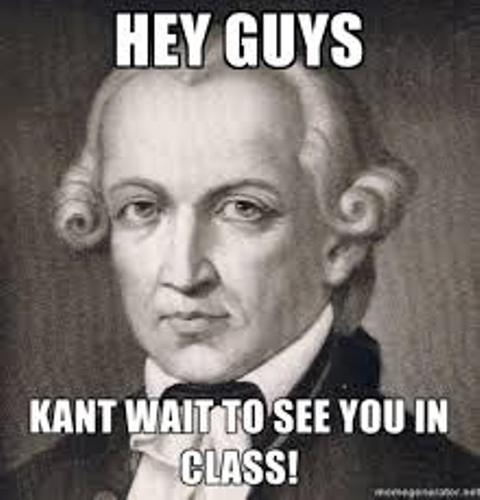 HEY GUYS
KANT WAIT TO SEE YOU IN
CLASS!
memegenerator.net